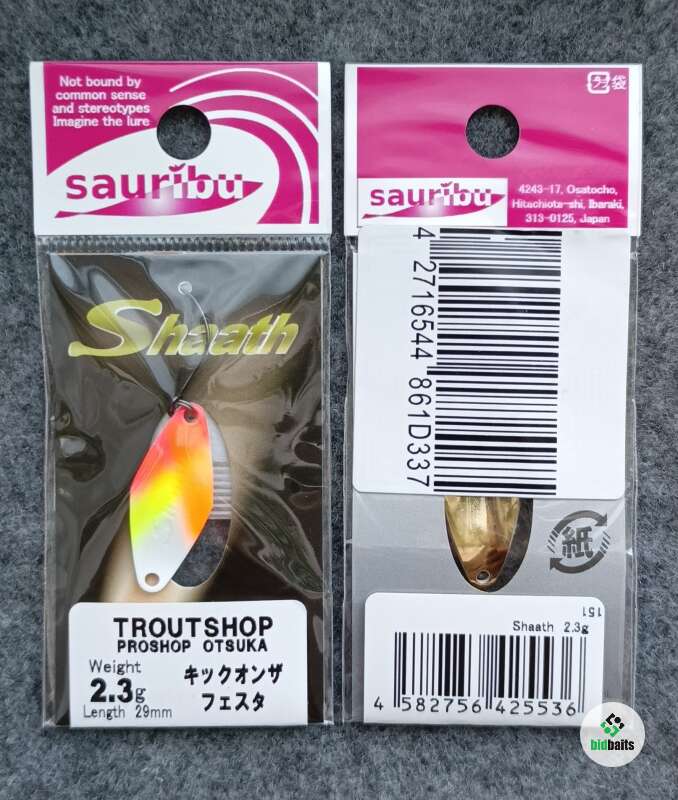 Not bound by
common sense
and stereotypes
Imagine the lure
sauribu
Shaath
TROUTSHOP
PROSHOP OTSUKA
Weight
2.3g
Length 29mm
キックオンザ
フェスタ
袋
sauribu
4243-17, Osatocho,
Hitachiota-shi, Ibaraki,
313-0125, Japan
4 2716544 861D337
紙
151
Shaath 2.3g
4 582756 425536
bidbaits